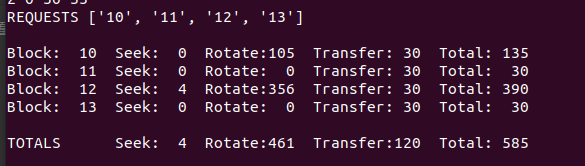 REQUESTS ['10', '11', '12', '13']
Block:  10  Seek:  0  Rotate:105  Transfer: 30  Total: 135
Block:  11  Seek:  0  Rotate:  0  Transfer: 30  Total:  30
Block:  12  Seek:  4  Rotate:356  Transfer: 30  Total: 390
Block:  13  Seek:  0  Rotate:  0  Transfer: 30  Total:  30
TOTALS      Seek:  4  Rotate:461  Transfer:120  Total: 585